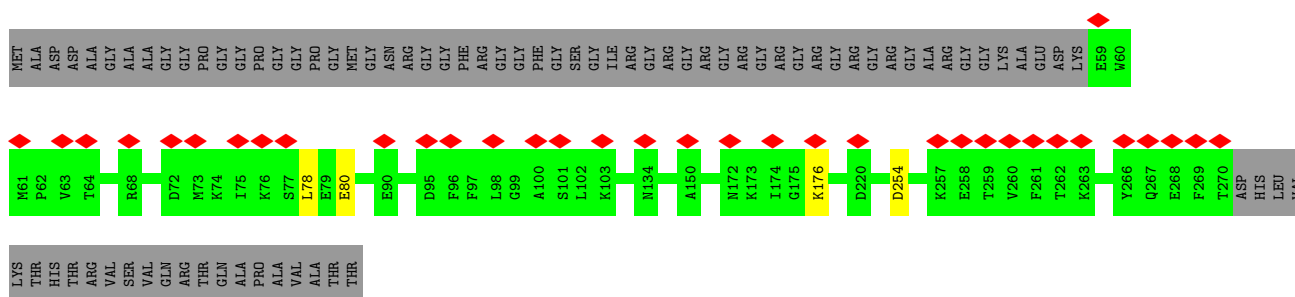 MET ALA ASP ASP ALA GLY ALA ALA GLY GLY PRO GLY GLY PRO GLY GLY PRO GLY MET GLY ASN ARG GLY GLY PHE ARG GLY GLY PHE GLY SER GLY ILE ARG GLY ARG GLY ARG GLY ARG GLY ARG GLY ARG GLY ARG GLY ARG GLY ALA ARG GLY GLY LYS ALA GLU ASP LYS E59 W60
M61 P62 V63 T64 R68 D72 M73 K74 I75 K76 S77 L78 E79 E80 E90 D95 F96 F97 L98 G99 A100 S101 L102 K103 N134 A150 N172 K173 I174 G175 K176 D220 D254 K257 E258 T259 V260 F261 T262 K263 Y266 Q267 E268 F269 T270 ASP HIS LEU VAL
LYS THR HIS THR ARG VAL SER VAL GLN ARG THR GLN ALA PRO ALA VAL ALA THR THR